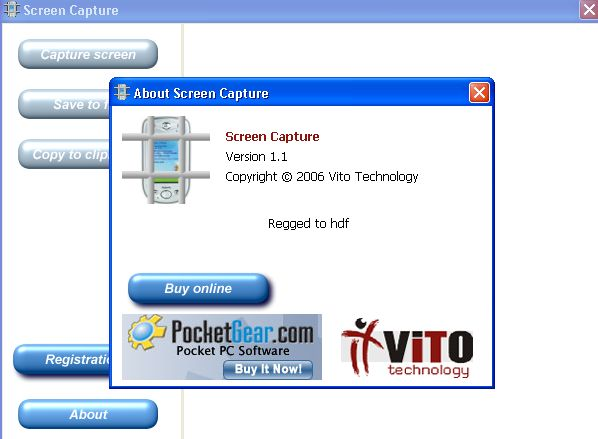 Screen Capture
Capture screen
Save to f
Copy to clip
Registratio
About
About Screen Capture
Screen Capture
Version 1.1
Copyright © 2006 Vito Technology
Regged to hdf
Buy online
PocketGear.com
Pocket PC Software
Buy It Now!
ViTO
technology